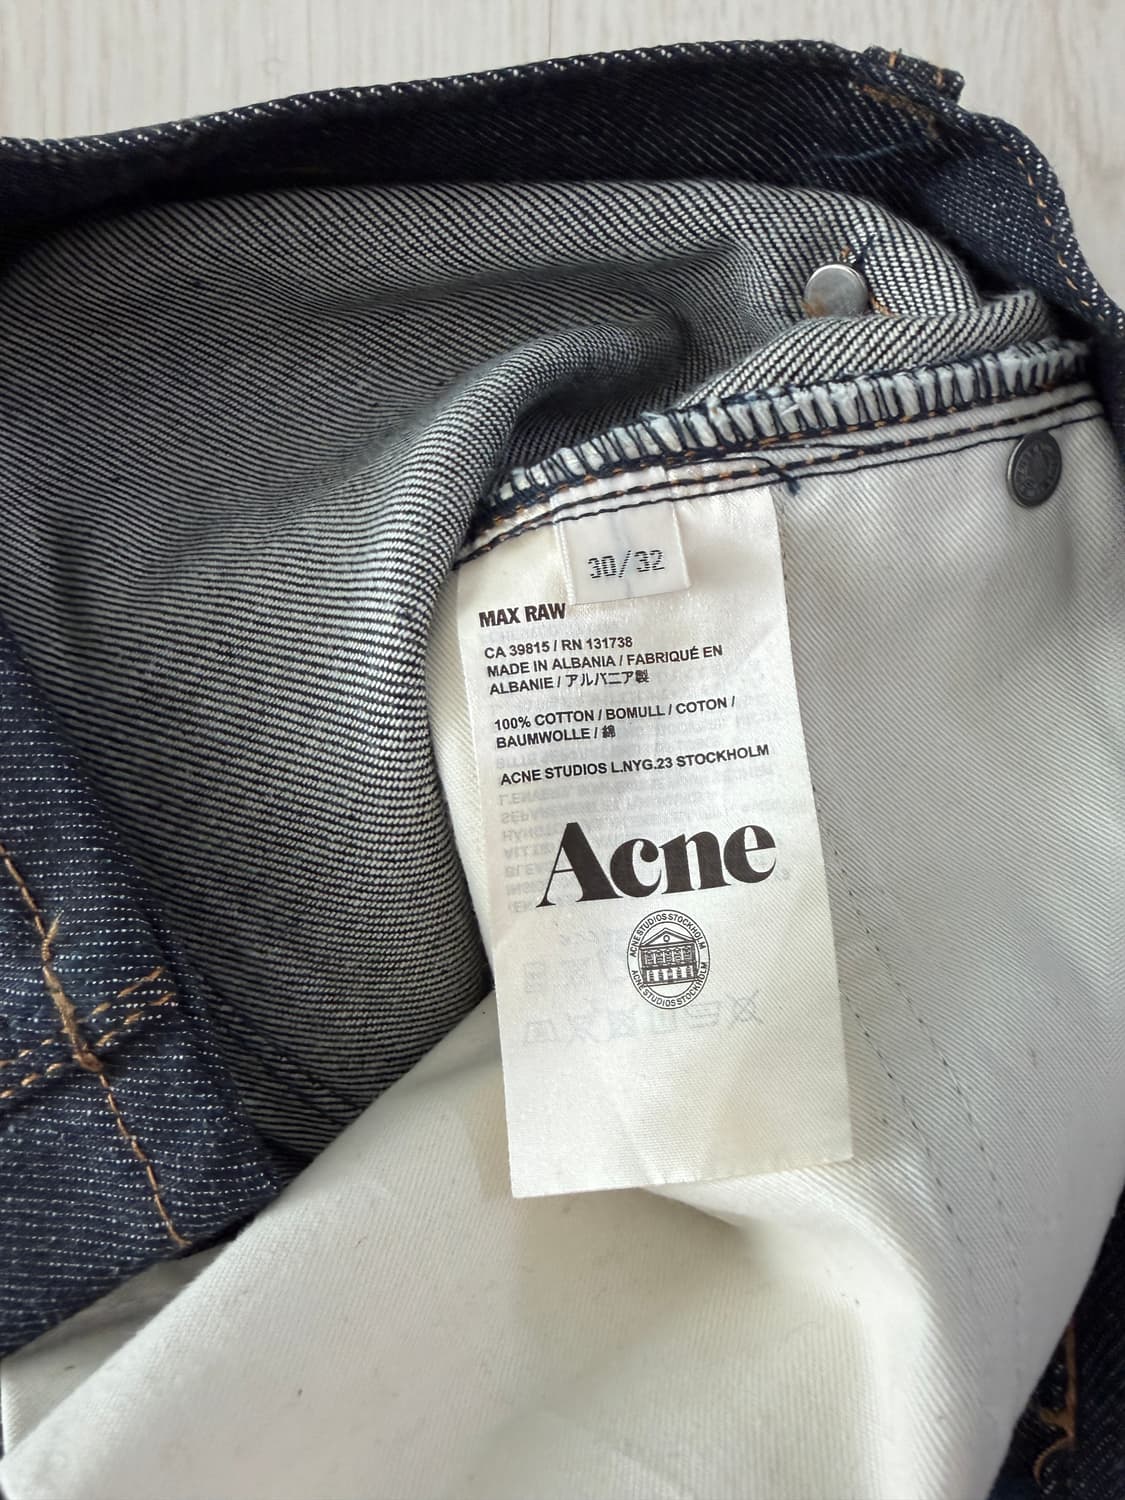 30/32
MAX RAW
CA 39815 / RN 131738
MADE IN ALBANIA / FABRIQUÉ EN
ALBANIE / アルバニア製
100% COTTON / BOMULL / COTON /
BAUMWOLLE / 綿
ACNE STUDIOS L.NYG.23 STOCKHOLM
Acne
ACNE STUDIOS STOCKHOLM
ACNE STUDIOS STOCKHOLM